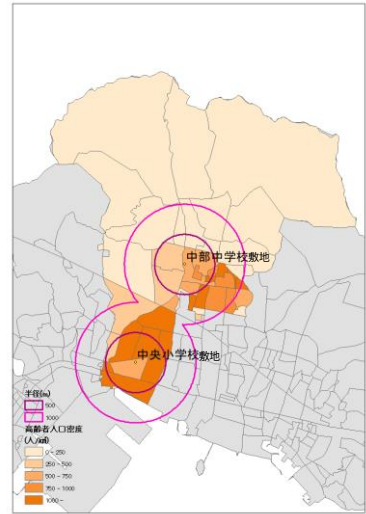 中部中学校敷地
中央小学校敷地
半径(m)
500
1000
高齢者人口密度
(人/㎢)
0 - 250
250 - 500
500 - 750
750 - 1000
1000 -